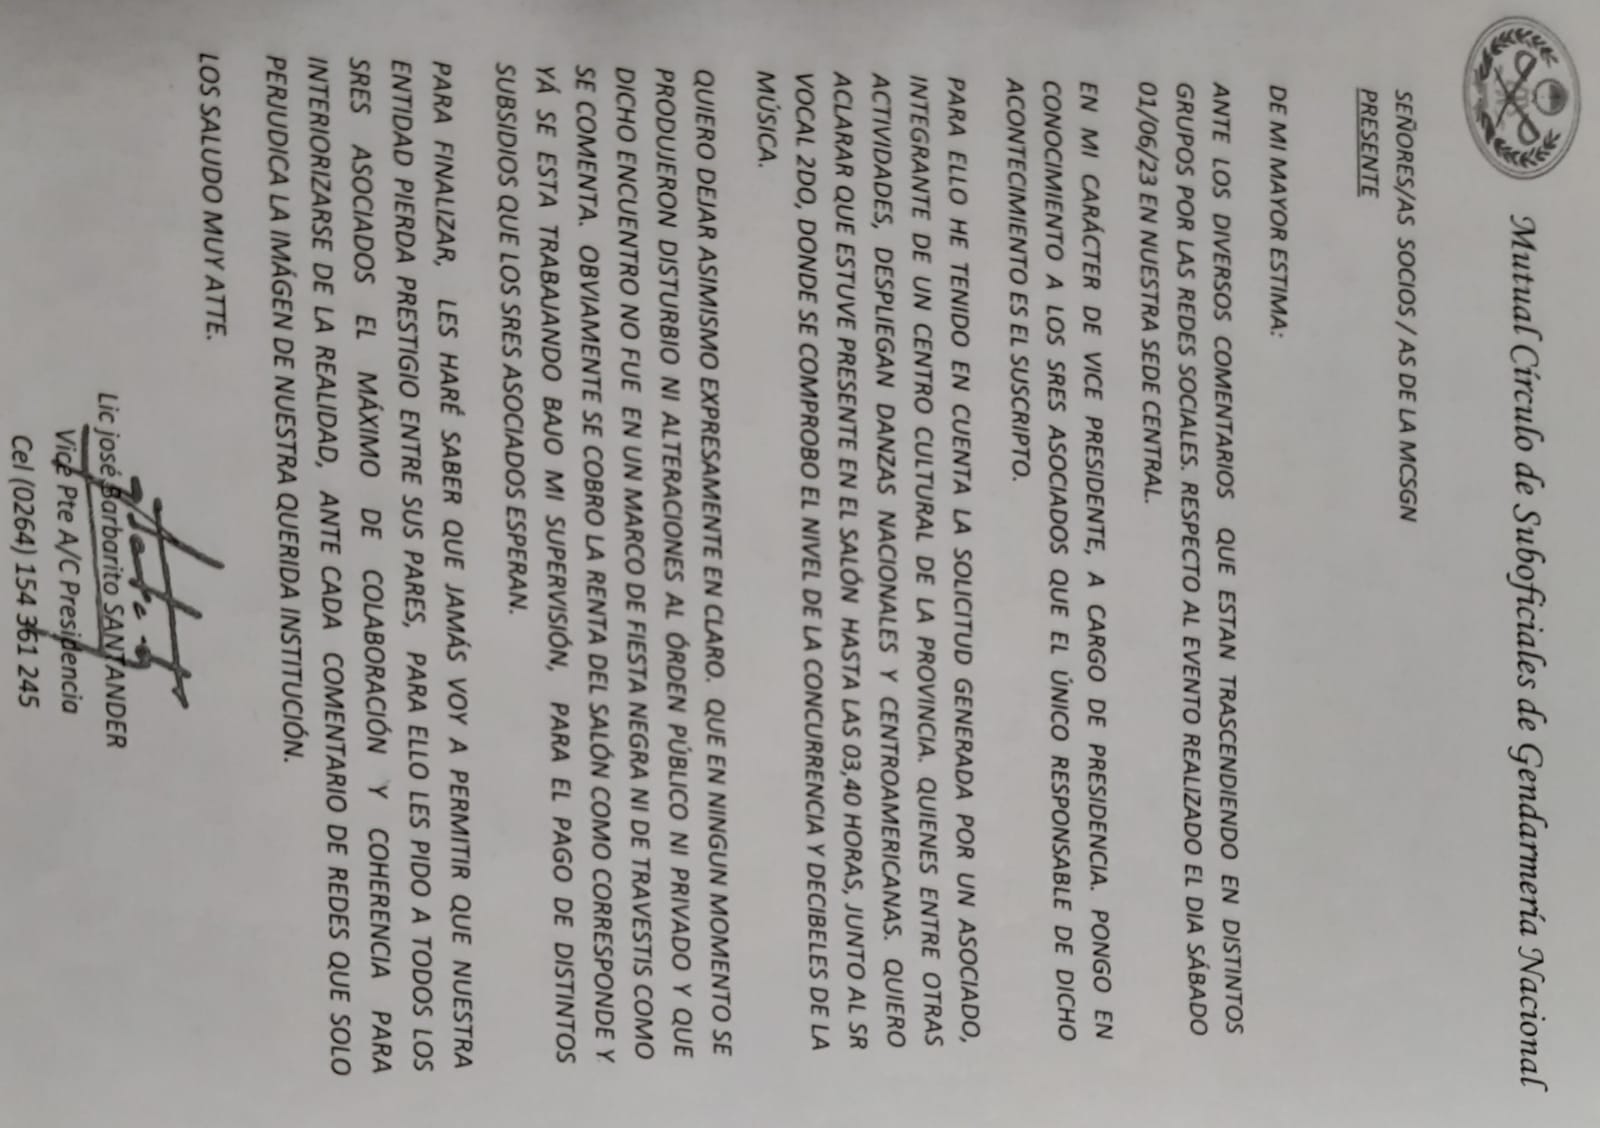 Mutual Círculo de Suboficiales de Gendarmería Nacional
SEÑORES/AS SOCIOS / AS DE LA MCSGN
PRESENTE
DE MI MAYOR ESTIMA:
ANTE LOS DIVERSOS COMENTARIOS QUE ESTAN TRASCENDIENDO EN DISTINTOS
GRUPOS POR LAS REDES SOCIALES. RESPECTO AL EVENTO REALIZADO EL DIA SÁBADO
01/06/23 EN NUESTRA SEDE CENTRAL.
EN MI CARÁCTER DE VICE PRESIDENTE, A CARGO DE PRESIDENCIA. PONGO EN
CONOCIMIENTO A LOS SRES ASOCIADOS QUE EL ÚNICO RESPONSABLE DE DICHO
ACONTECIMIENTO ES EL SUSCRIPTO.
PARA ELLO HE TENIDO EN CUENTA LA SOLICITUD GENERADA POR UN ASOCIADO,
INTEGRANTE DE UN CENTRO CULTURAL DE LA PROVINCIA. QUIENES ENTRE OTRAS
ACTIVIDADES, DESPLIEGAN DANZAS NACIONALES Y CENTROAMERICANAS. QUIERO
ACLARAR QUE ESTUVE PRESENTE EN EL SALÓN HASTA LAS 03,40 HORAS, JUNTO AL SR
VOCAL 2DO, DONDE SE COMPROBO EL NIVEL DE LA CONCURRENCIA Y DECIBELES DE LA
MÚSICA.
QUIERO DEJAR ASIMISMO EXPRESAMENTE EN CLARO. QUE EN NINGUN MOMENTO SE
PRODUJERON DISTURBIO NI ALTERACIONES AL ÓRDEN PÚBLICO NI PRIVADO Y QUE
DICHO ENCUENTRO NO FUE EN UN MARCO DE FIESTA NEGRA NI DE TRAVESTIS COMO
SE COMENTA. OBVIAMENTE SE COBRO LA RENTA DEL SALÓN COMO CORRESPONDE Y
YÁ SE ESTA TRABAJANDO BAJO MI SUPERVISIÓN, PARA EL PAGO DE DISTINTOS
SUBSIDIOS QUE LOS SRES ASOCIADOS ESPERAN.
PARA FINALIZAR, LES HARÉ SABER QUE JAMÁS VOY A PERMITIR QUE NUESTRA
ENTIDAD PIERDA PRESTIGIO ENTRE SUS PARES, PARA ELLO LES PIDO A TODOS LOS
SRES ASOCIADOS EL MÁXIMO DE COLABORACIÓN Y COHERENCIA PARA
INTERIORIZARSE DE LA REALIDAD, ANTE CADA COMENTARIO DE REDES QUE SOLO
PERJUDICA LA IMÁGEN DE NUESTRA QUERIDA INSTITUCIÓN.
LOS SALUDO MUY ATTE.
Lic josé Barbarito SANTANDER
Vice Pte A/C Presidencia
Cel (0264) 154 361 245